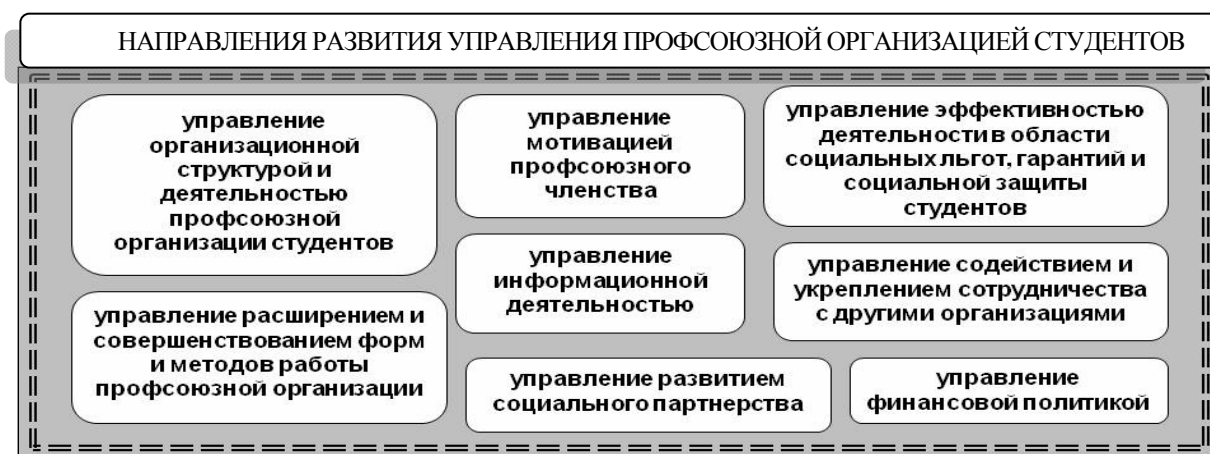 НАПРАВЛЕНИЯ РАЗВИТИЯ УПРАВЛЕНИЯ ПРОФСОЮЗНОЙ ОРГАНИЗАЦИЕЙ СТУДЕНТОВ
управление
организационной
структурой и
деятельностью
профсоюзной
организации студентов
управление
мотивацией
профсоюзного
членства
управление эффективностью
деятельности в области
социальных льгот, гарантий и
социальной защиты
студентов
управление
информационной
деятельностью
управление содействием и
укреплением сотрудничества
с другими организациями
управление расширением и
совершенствованием форм
и методов работы
профсоюзной организации
управление развитием
социального партнерства
управление
финансовой политикой